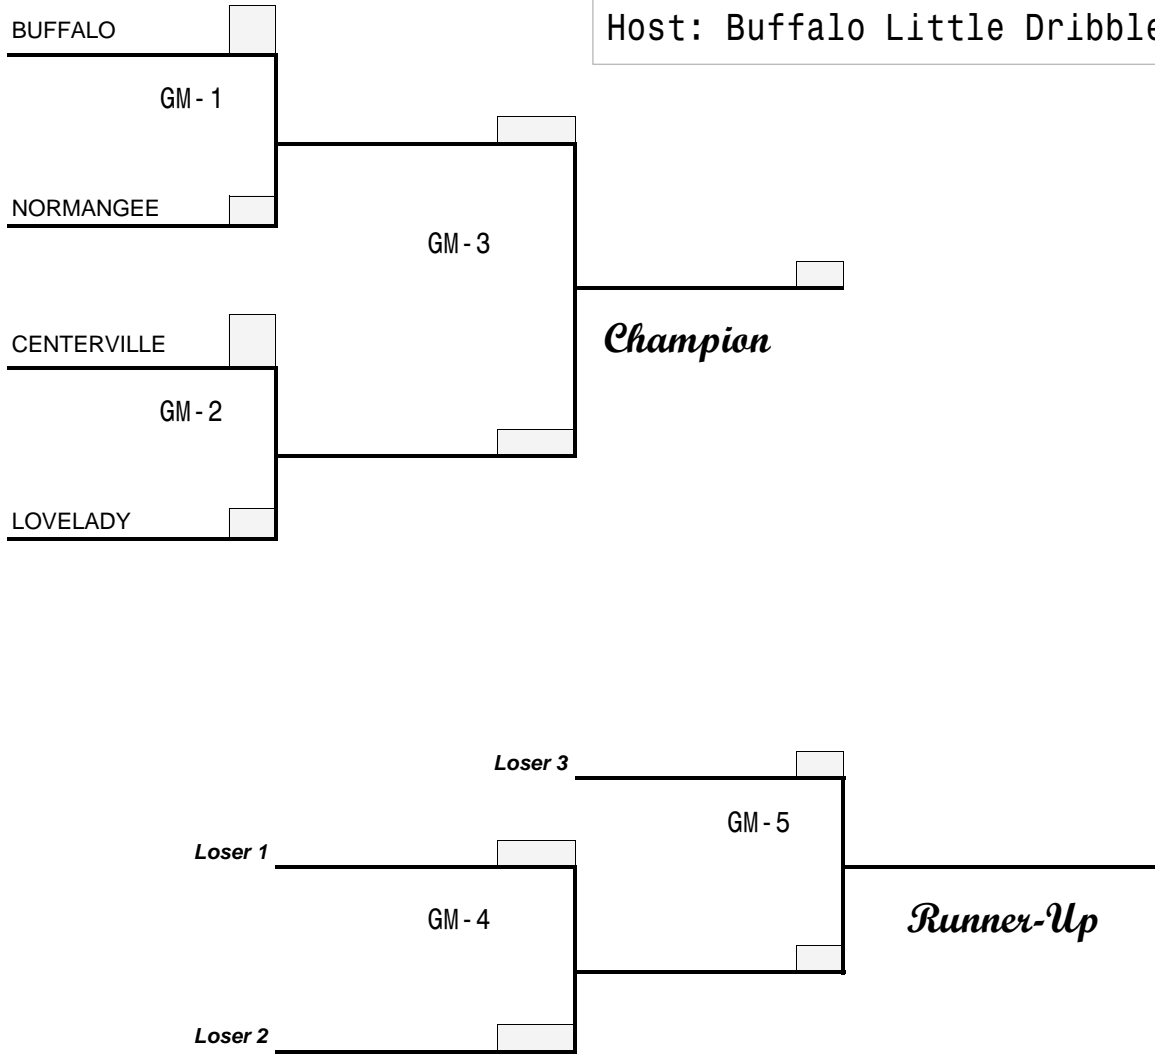 BUFFALO
Host: Buffalo Little Dribble
GM-1
NORMANGEE
GM-3
CENTERVILLE
Champion
GM-2
LOVELADY
Loser 3
GM-5
Loser 1
GM-4
Runner-Up
Loser 2